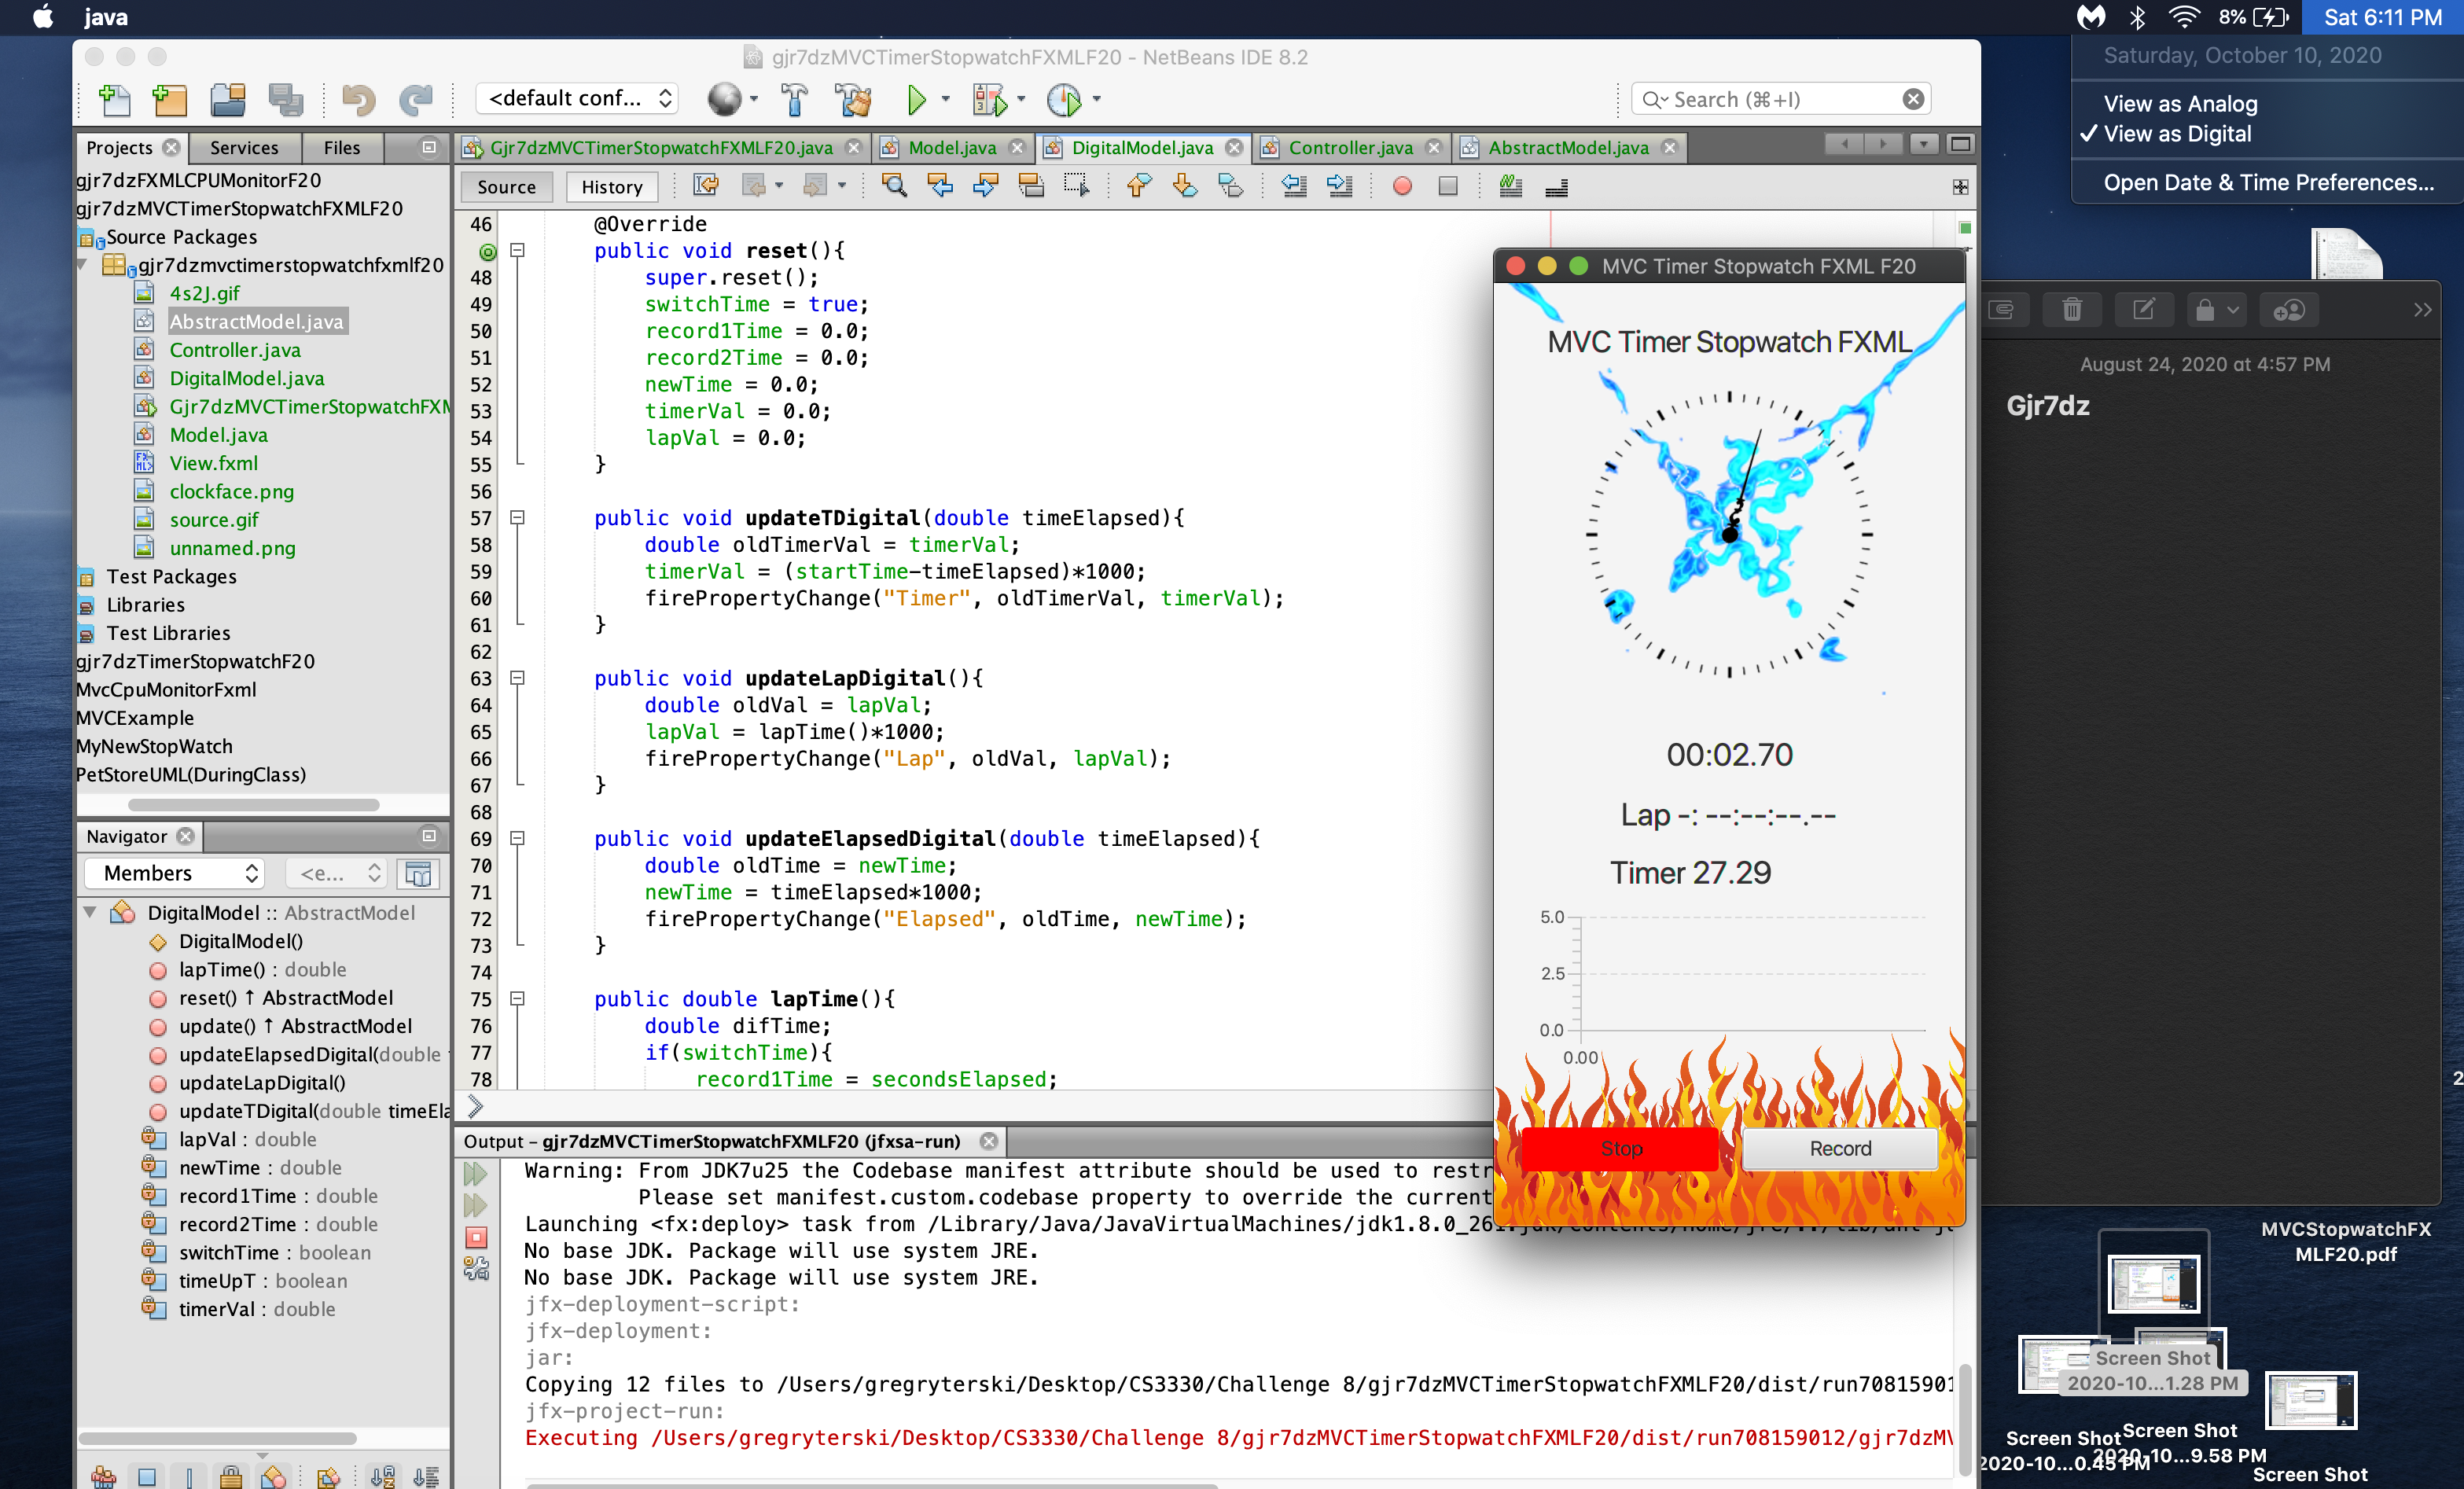 java
8%
Sat 6:11 PM
Saturday, October 10, 2020
View as Analog
✓ View as Digital
Open Date & Time Preferences...
gjr7dzMVCTimerStopwatchFXMLF20 - NetBeans IDE 8.2
<default conf...
Search (⌘+I)
Projects
Services
Files
Gjr7dzMVCTimerStopwatchFXMLF20.java
Model.java
DigitalModel.java
Controller.java
AbstractModel.java
Source
History
gjr7dzFXMLCPUMonitorF20
gjr7dzMVCTimerStopwatchFXMLF20
Source Packages
gjr7dzmvctimerstopwatchfxmlf20
4s2J.gif
AbstractModel.java
Controller.java
DigitalModel.java
Gjr7dzMVCTimerStopwatchFXM
Model.java
View.fxml
clockface.png
source.gif
unnamed.png
Test Packages
Libraries
Test Libraries
gjr7dzTimerStopwatchF20
MvcCpuMonitorFxml
MVCExample
MyNewStopWatch
PetStoreUML(DuringClass)
Navigator
Members
<e...
DigitalModel :: AbstractModel
DigitalModel()
lapTime() : double
reset() ↑ AbstractModel
update() ↑ AbstractModel
updateElapsedDigital(double
updateLapDigital()
updateTDigital(double timeEla
lapVal : double
newTime : double
record1Time : double
record2Time : double
switchTime : boolean
timeUpT : boolean
timerVal : double
46 @Override
public void reset(){
48 super.reset();
49 switchTime = true;
50 record1Time = 0.0;
51 record2Time = 0.0;
52 newTime = 0.0;
53 timerVal = 0.0;
54 lapVal = 0.0;
55 }
56
57 public void updateTDigital(double timeElapsed){
58 double oldTimerVal = timerVal;
59 timerVal = (startTime-timeElapsed)*1000;
60 firePropertyChange("Timer", oldTimerVal, timerVal);
61 }
62
63 public void updateLapDigital(){
64 double oldVal = lapVal;
65 lapVal = lapTime()*1000;
66 firePropertyChange("Lap", oldVal, lapVal);
67 }
68
69 public void updateElapsedDigital(double timeElapsed){
70 double oldTime = newTime;
71 newTime = timeElapsed*1000;
72 firePropertyChange("Elapsed", oldTime, newTime);
73 }
74
75 public double lapTime(){
76 double difTime;
77 if(switchTime){
78 record1Time = secondsElapsed;
Output - gjr7dzMVCTimerStopwatchFXMLF20 (jfxsa-run)
Warning: From JDK7u25 the Codebase manifest attribute should be used to restr
Please set manifest.custom.codebase property to override the current
Launching <fx:deploy> task from /Library/Java/JavaVirtualMachines/jdk1.8.0_261.jdk/Contents/Home/jre/../lib/ant-j
No base JDK. Package will use system JRE.
No base JDK. Package will use system JRE.
jfx-deployment-script:
jfx-deployment:
jar:
Copying 12 files to /Users/gregryterski/Desktop/CS3330/Challenge 8/gjr7dzMVCTimerStopwatchFXMLF20/dist/run70815901
jfx-project-run:
Executing /Users/gregryterski/Desktop/CS3330/Challenge 8/gjr7dzMVCTimerStopwatchFXMLF20/dist/run708159012/gjr7dzMV
MVC Timer Stopwatch FXML F20
MVC Timer Stopwatch FXML
00:02.70
Lap -: --:--:--.--
Timer 27.29
5.0
2.5
0.0
0.00
Stop
Record
August 24, 2020 at 4:57 PM
Gjr7dz
2
MVCStopwatchFX
MLF20.pdf
Screen Shot
2020-10...1.28 PM
Screen Shot
2020-10...0.45 PM
Screen Shot
2020-10...9.58 PM
Screen Shot